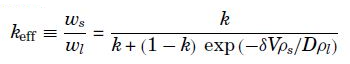 k_eff ≡ w_s / w_l = k / (k + (1 − k) exp (−δVρ_s/Dρ_l))